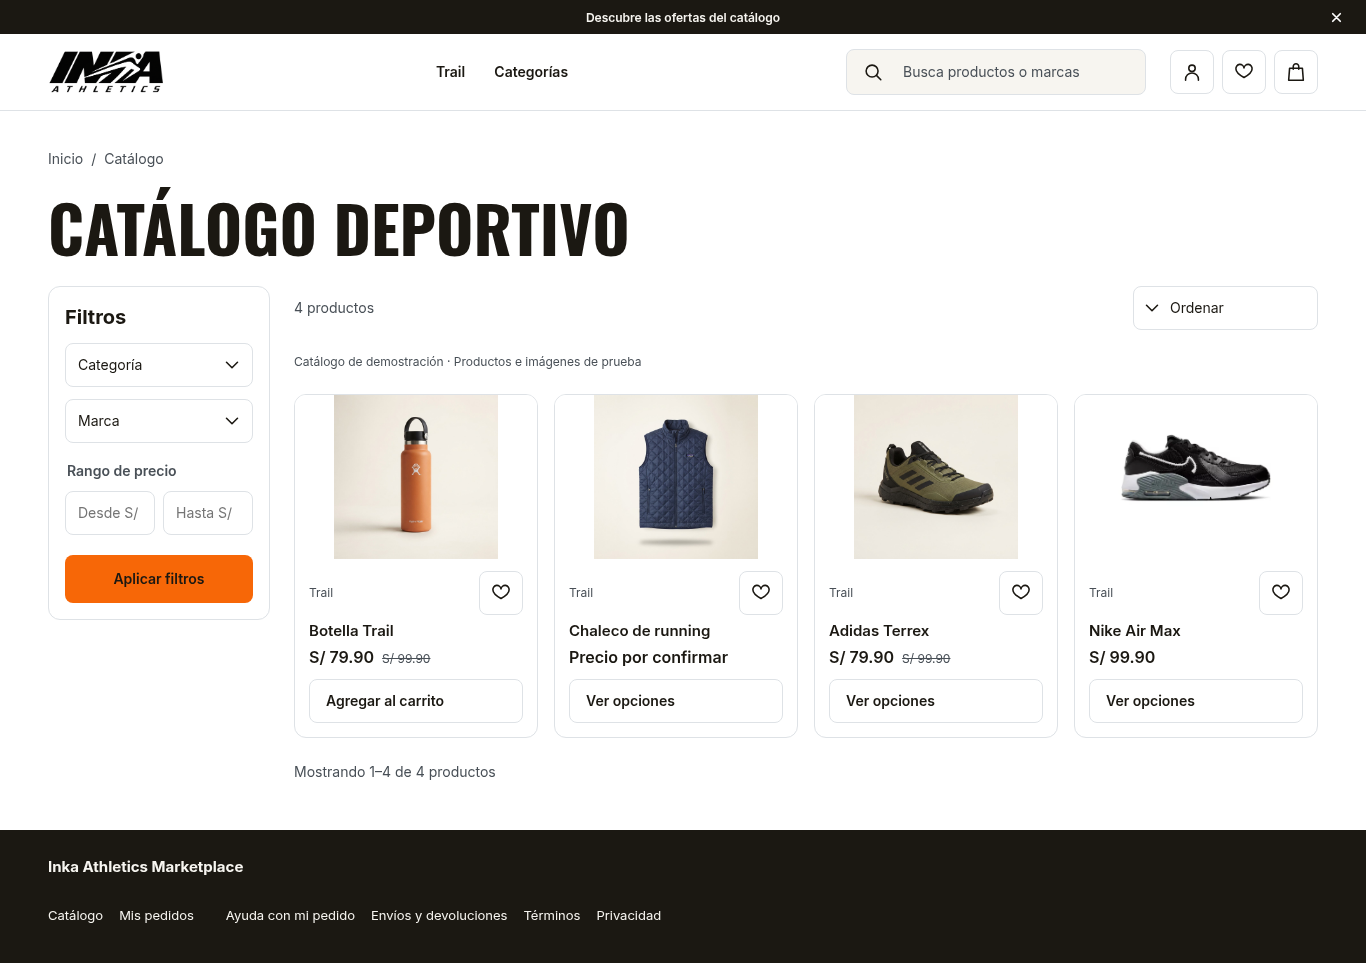 Descubre las ofertas del catálogo
INKA
ATHLETICS
Trail
Categorías
Busca productos o marcas
Inicio / Catálogo
CATÁLOGO DEPORTIVO
Filtros
Categoría
Marca
Rango de precio
Desde S/
Hasta S/
Aplicar filtros
4 productos
Ordenar
Catálogo de demostración · Productos e imágenes de prueba
Trail
Botella Trail
S/ 79.90 S/ 99.90
Agregar al carrito
Trail
Chaleco de running
Precio por confirmar
Ver opciones
Trail
Adidas Terrex
S/ 79.90 S/ 99.90
Ver opciones
Trail
Nike Air Max
S/ 99.90
Ver opciones
Mostrando 1–4 de 4 productos
Inka Athletics Marketplace
Catálogo Mis pedidos Ayuda con mi pedido Envíos y devoluciones Términos Privacidad